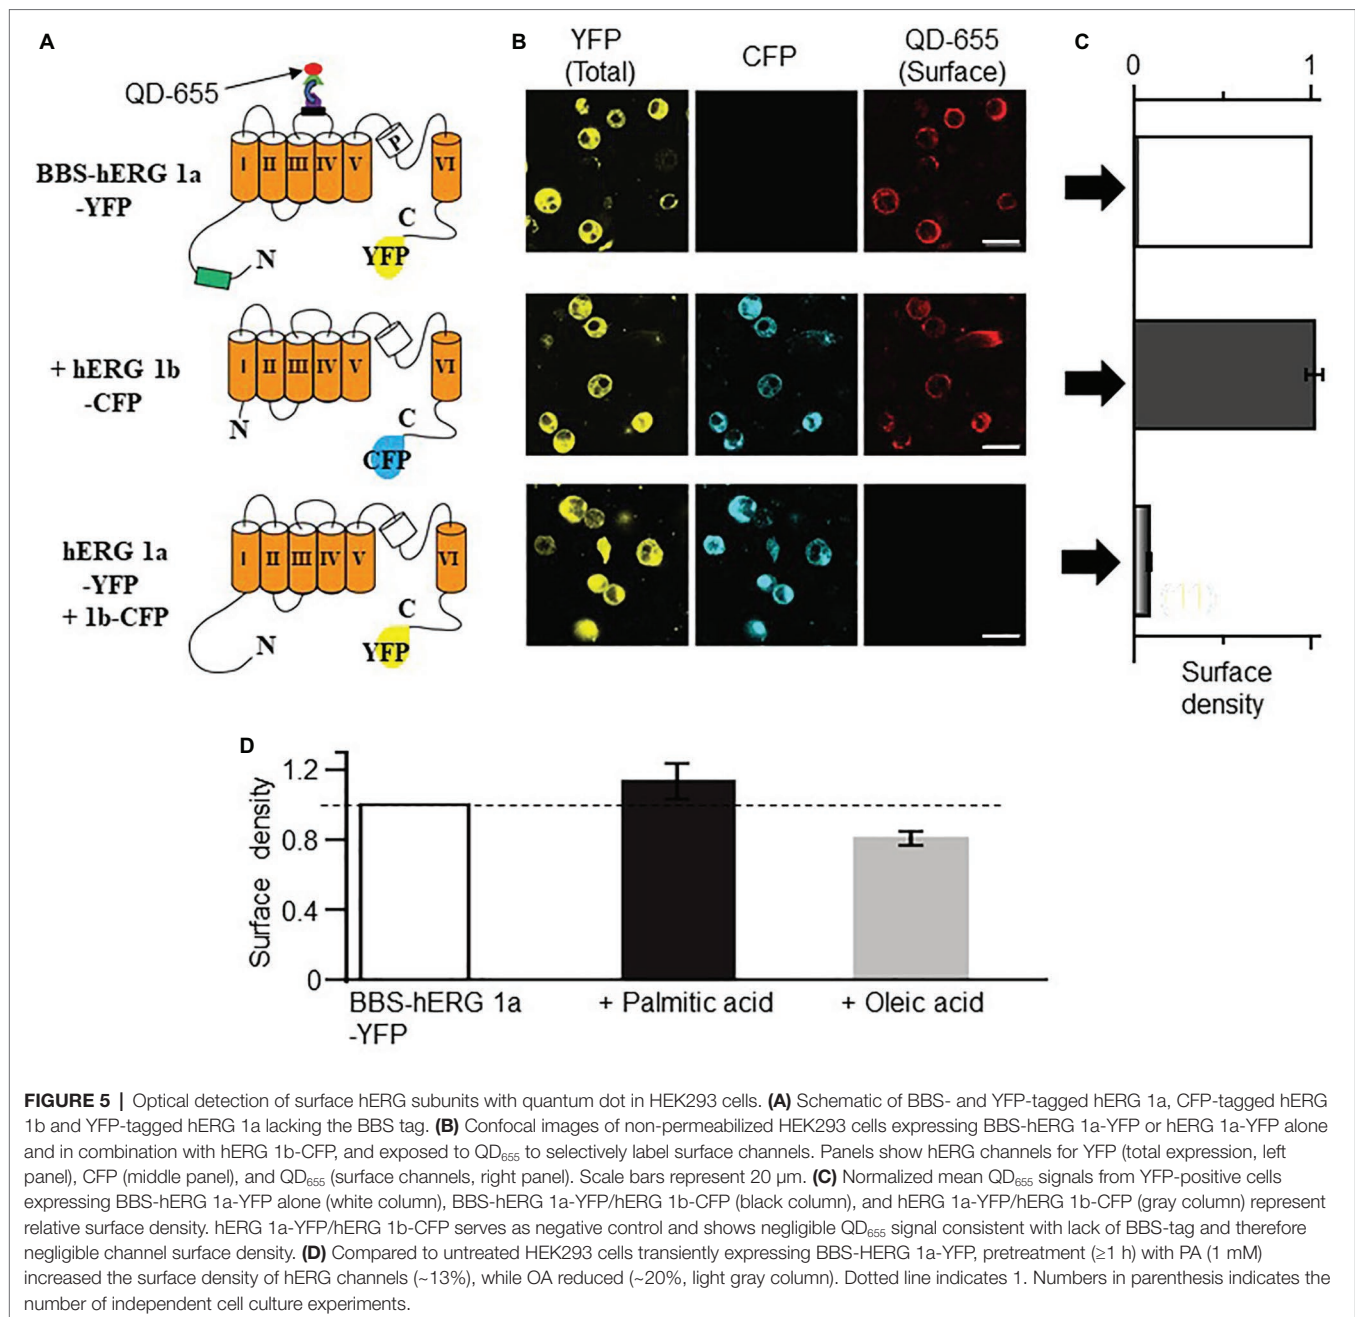 A
QD-655
BBS-hERG 1a
-YFP
I II III IV V P VI
C
YFP
N
+ hERG 1b
-CFP
I II III IV V VI
N
C
CFP
hERG 1a
-YFP
+ 1b-CFP
I II III IV V VI
N
C
YFP
B
YFP
(Total)
CFP
QD-655
(Surface)
C
0 1
Surface
density
D
Surface density
1.2
0.8
0.4
0
BBS-hERG 1a
-YFP
+ Palmitic acid
+ Oleic acid
FIGURE 5 | Optical detection of surface hERG subunits with quantum dot in HEK293 cells. (A) Schematic of BBS- and YFP-tagged hERG 1a, CFP-tagged hERG
1b and YFP-tagged hERG 1a lacking the BBS tag. (B) Confocal images of non-permeabilized HEK293 cells expressing BBS-hERG 1a-YFP or hERG 1a-YFP alone
and in combination with hERG 1b-CFP, and exposed to QD655 to selectively label surface channels. Panels show hERG channels for YFP (total expression, left
panel), CFP (middle panel), and QD655 (surface channels, right panel). Scale bars represent 20 μm. (C) Normalized mean QD655 signals from YFP-positive cells
expressing BBS-hERG 1a-YFP alone (white column), BBS-hERG 1a-YFP/hERG 1b-CFP (black column), and hERG 1a-YFP/hERG 1b-CFP (gray column) represent
relative surface density. hERG 1a-YFP/hERG 1b-CFP serves as negative control and shows negligible QD655 signal consistent with lack of BBS-tag and therefore
negligible channel surface density. (D) Compared to untreated HEK293 cells transiently expressing BBS-HERG 1a-YFP, pretreatment (≥1 h) with PA (1 mM)
increased the surface density of hERG channels (~13%), while OA reduced (~20%, light gray column). Dotted line indicates 1. Numbers in parenthesis indicates the
number of independent cell culture experiments.